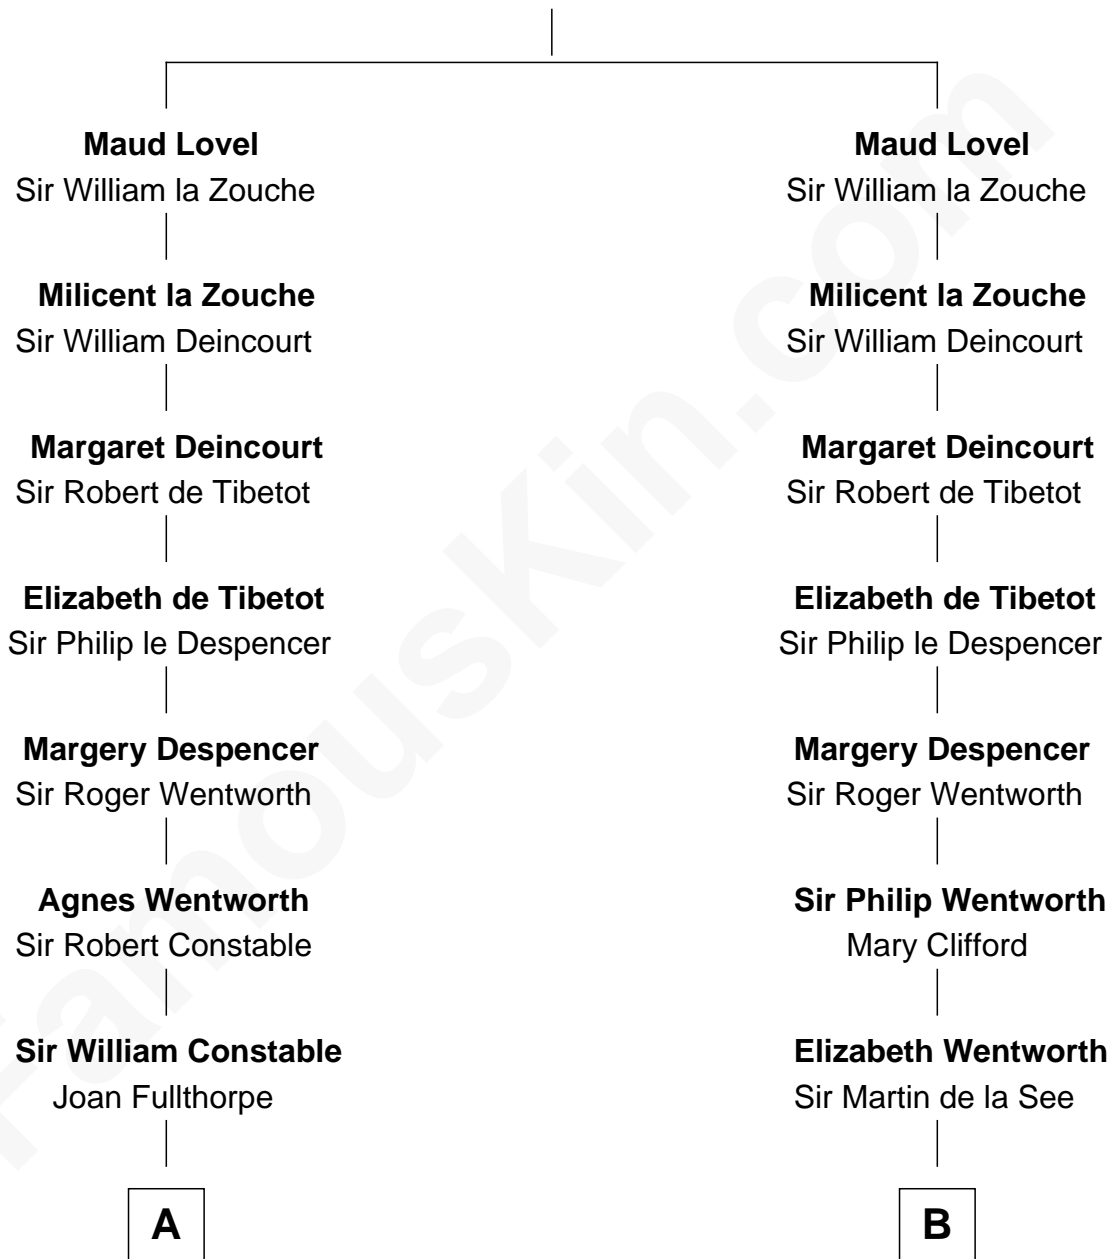 Maud Lovel
Sir William la Zouche
Milicent la Zouche
Sir William Deincourt
Margaret Deincourt
Sir Robert de Tibetot
Elizabeth de Tibetot
Sir Philip le Despencer
Margery Despencer
Sir Roger Wentworth
Agnes Wentworth
Sir Robert Constable
Sir William Constable
Joan Fullthorpe
A
Maud Lovel
Sir William la Zouche
Milicent la Zouche
Sir William Deincourt
Margaret Deincourt
Sir Robert de Tibetot
Elizabeth de Tibetot
Sir Philip le Despencer
Margery Despencer
Sir Roger Wentworth
Sir Philip Wentworth
Mary Clifford
Elizabeth Wentworth
Sir Martin de la See
B
FamousKin.com